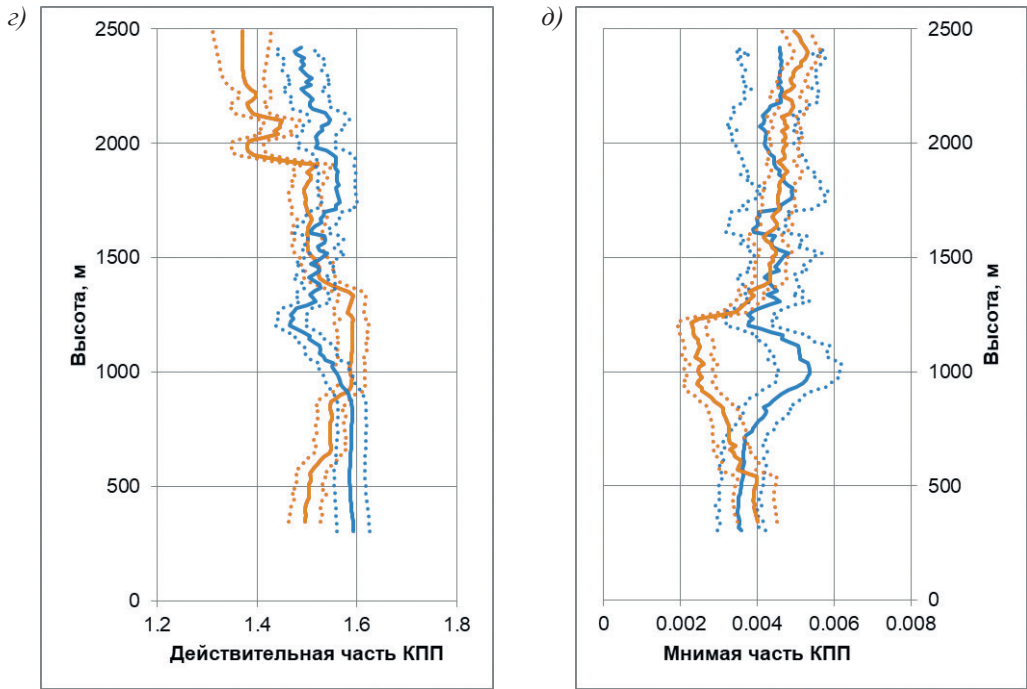 г)
2500
2000
1500
1000
500
0
Высота, м
1.2 1.4 1.6 1.8
Действительная часть КПП
д)
2500
2000
1500
1000
500
0
Высота, м
0 0.002 0.004 0.006 0.008
Мнимая часть КПП